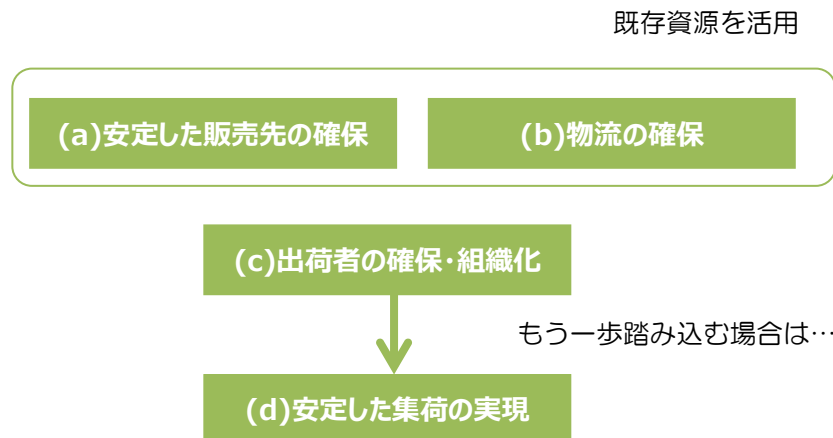 既存資源を活用
(a)安定した販売先の確保
(b)物流の確保
(c)出荷者の確保・組織化
もう一歩踏み込む場合は…
(d)安定した集荷の実現